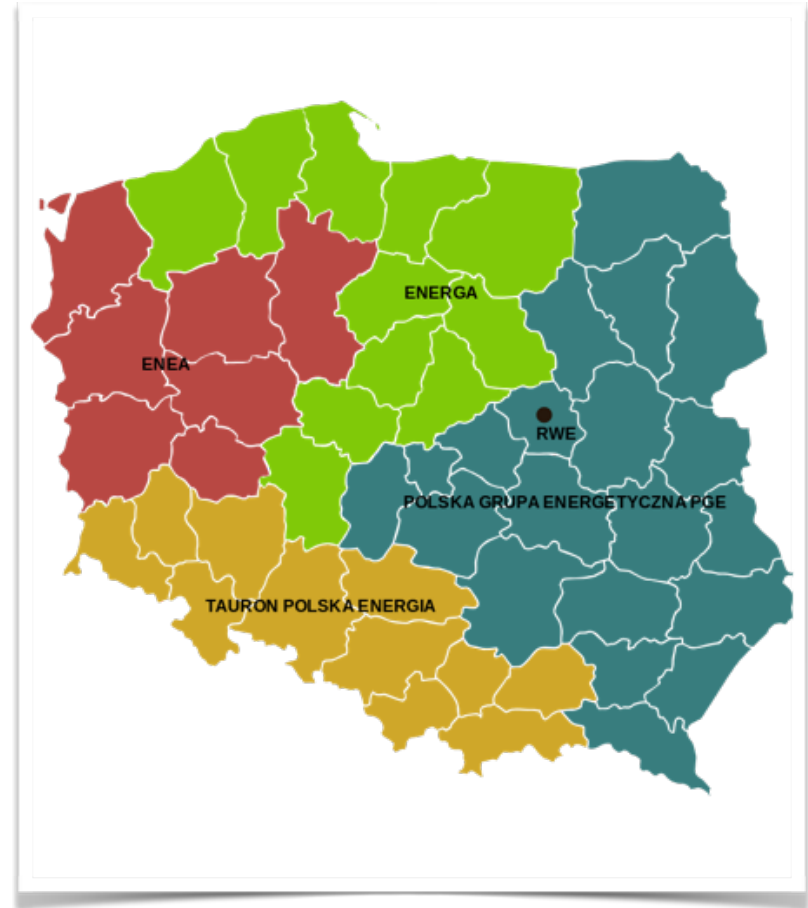 ENERGA
ENEA
RWE
POLSKA GRUPA ENERGETYCZNA PGE
TAURON POLSKA ENERGIA